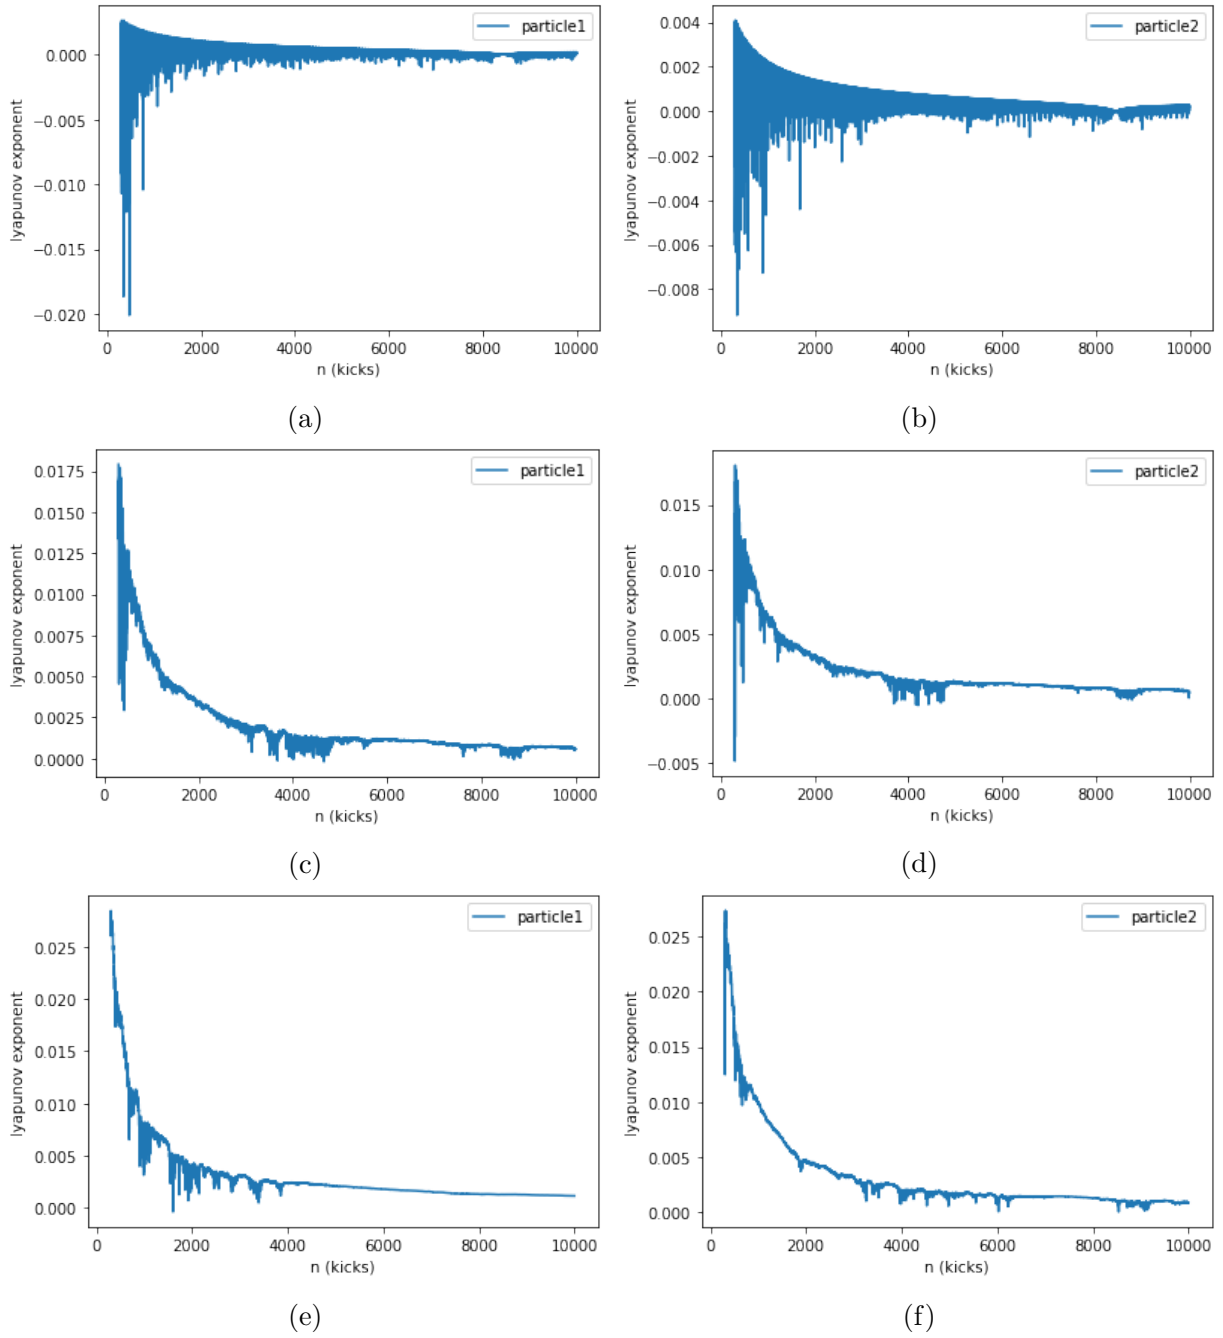 particle1
0.000
−0.005
−0.010
−0.015
−0.020
lyapunov exponent
0 2000 4000 6000 8000 10000
n (kicks)
(a)
particle2
0.004
0.002
0.000
−0.002
−0.004
−0.006
−0.008
lyapunov exponent
0 2000 4000 6000 8000 10000
n (kicks)
(b)
particle1
0.0175
0.0150
0.0125
0.0100
0.0075
0.0050
0.0025
0.0000
lyapunov exponent
0 2000 4000 6000 8000 10000
n (kicks)
(c)
particle2
0.015
0.010
0.005
0.000
−0.005
lyapunov exponent
0 2000 4000 6000 8000 10000
n (kicks)
(d)
particle1
0.025
0.020
0.015
0.010
0.005
0.000
lyapunov exponent
0 2000 4000 6000 8000 10000
n (kicks)
(e)
particle2
0.025
0.020
0.015
0.010
0.005
0.000
lyapunov exponent
0 2000 4000 6000 8000 10000
n (kicks)
(f)